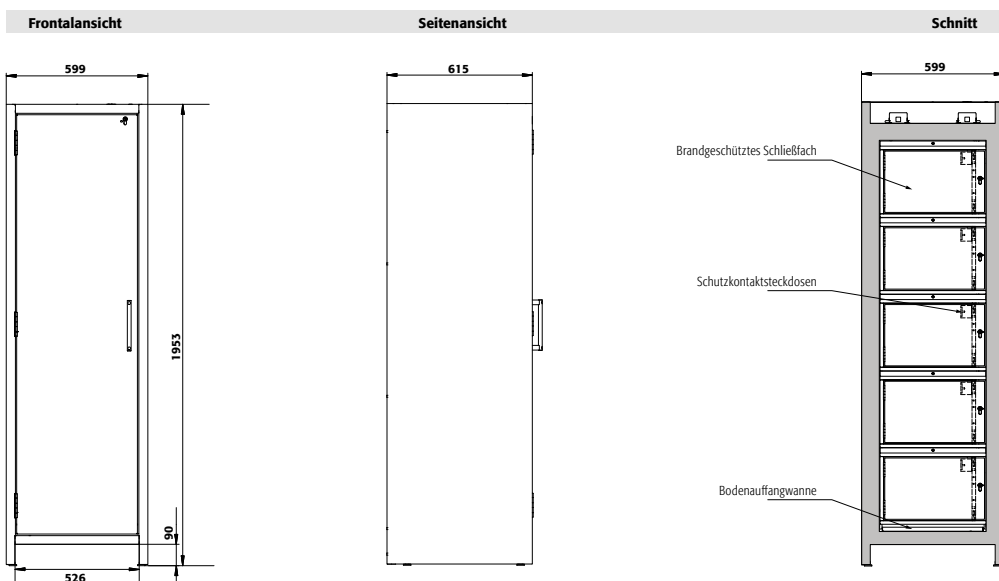 Frontalansicht
Seitenansicht
Schnitt
599
615
599
Brandgeschütztes Schließfach
Schutzkontaktsteckdosen
1953
Bodenauffangwanne
90
526